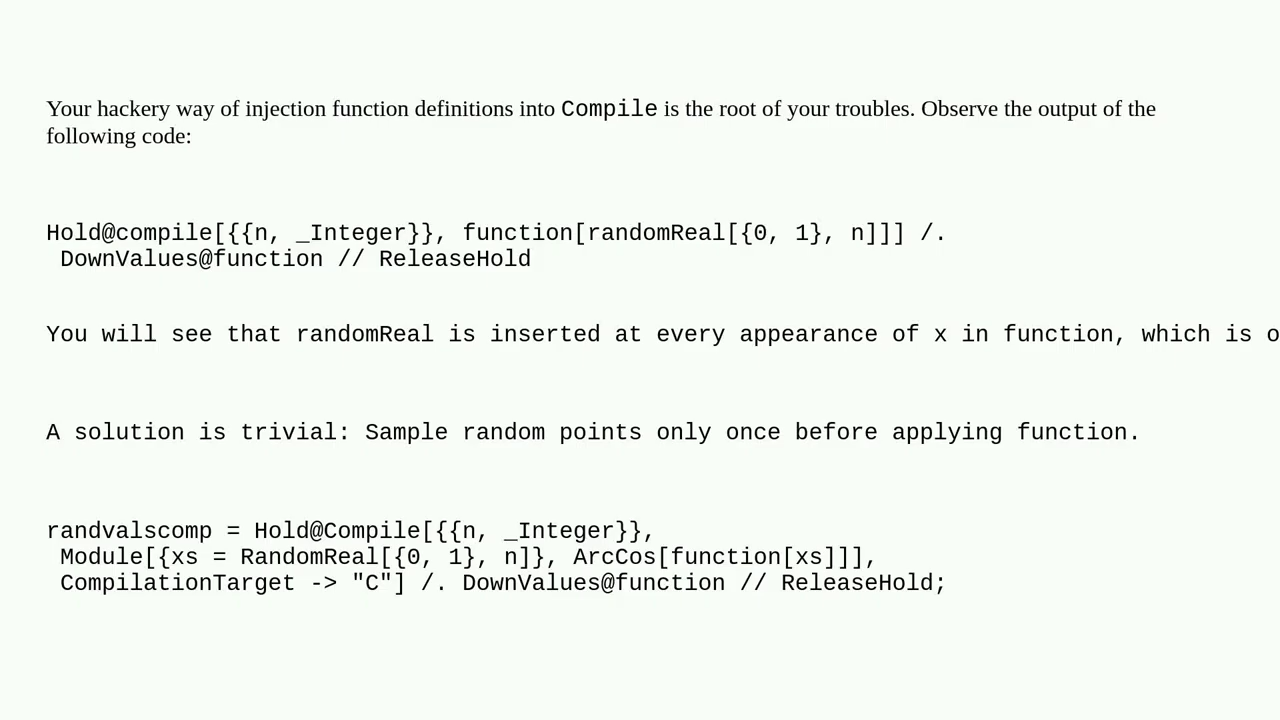 Your hackery way of injection function definitions into Compile is the root of your troubles. Observe the output of the
following code:
Hold@compile[{{n, _Integer}}, function[randomReal[{0, 1}, n]]] /.
DownValues@function // ReleaseHold
You will see that randomReal is inserted at every appearance of x in function, which is
A solution is trivial: Sample random points only once before applying function.
randvalscomp = Hold@Compile[{{n, _Integer}},
Module[{xs = RandomReal[{0, 1}, n]}, ArcCos[function[xs]]],
CompilationTarget -> "C"] /. DownValues@function // ReleaseHold;